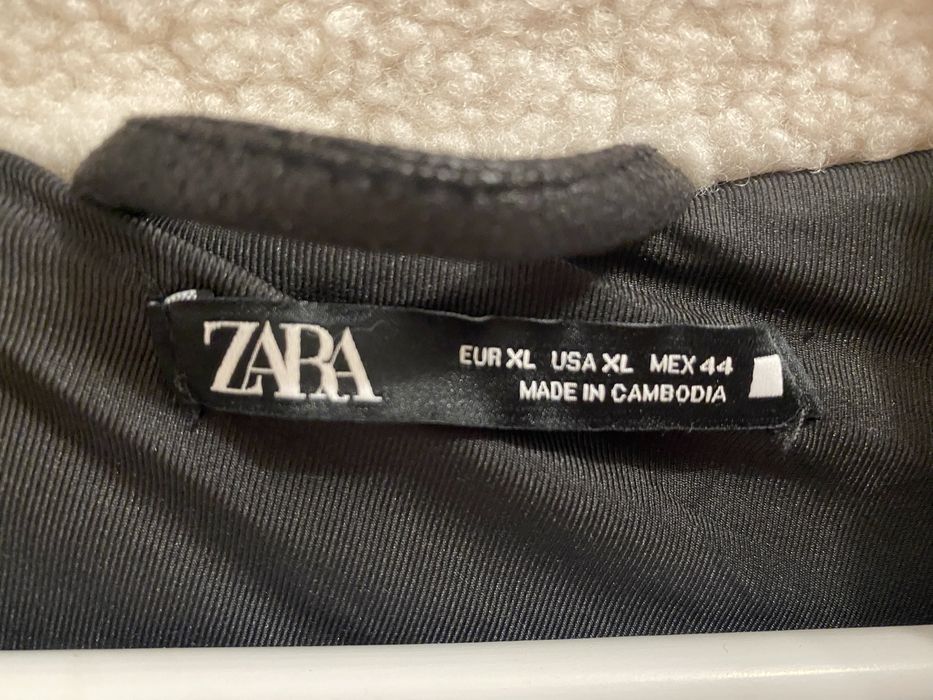 ZARA
EUR XL USA XL MEX 44
MADE IN CAMBODIA